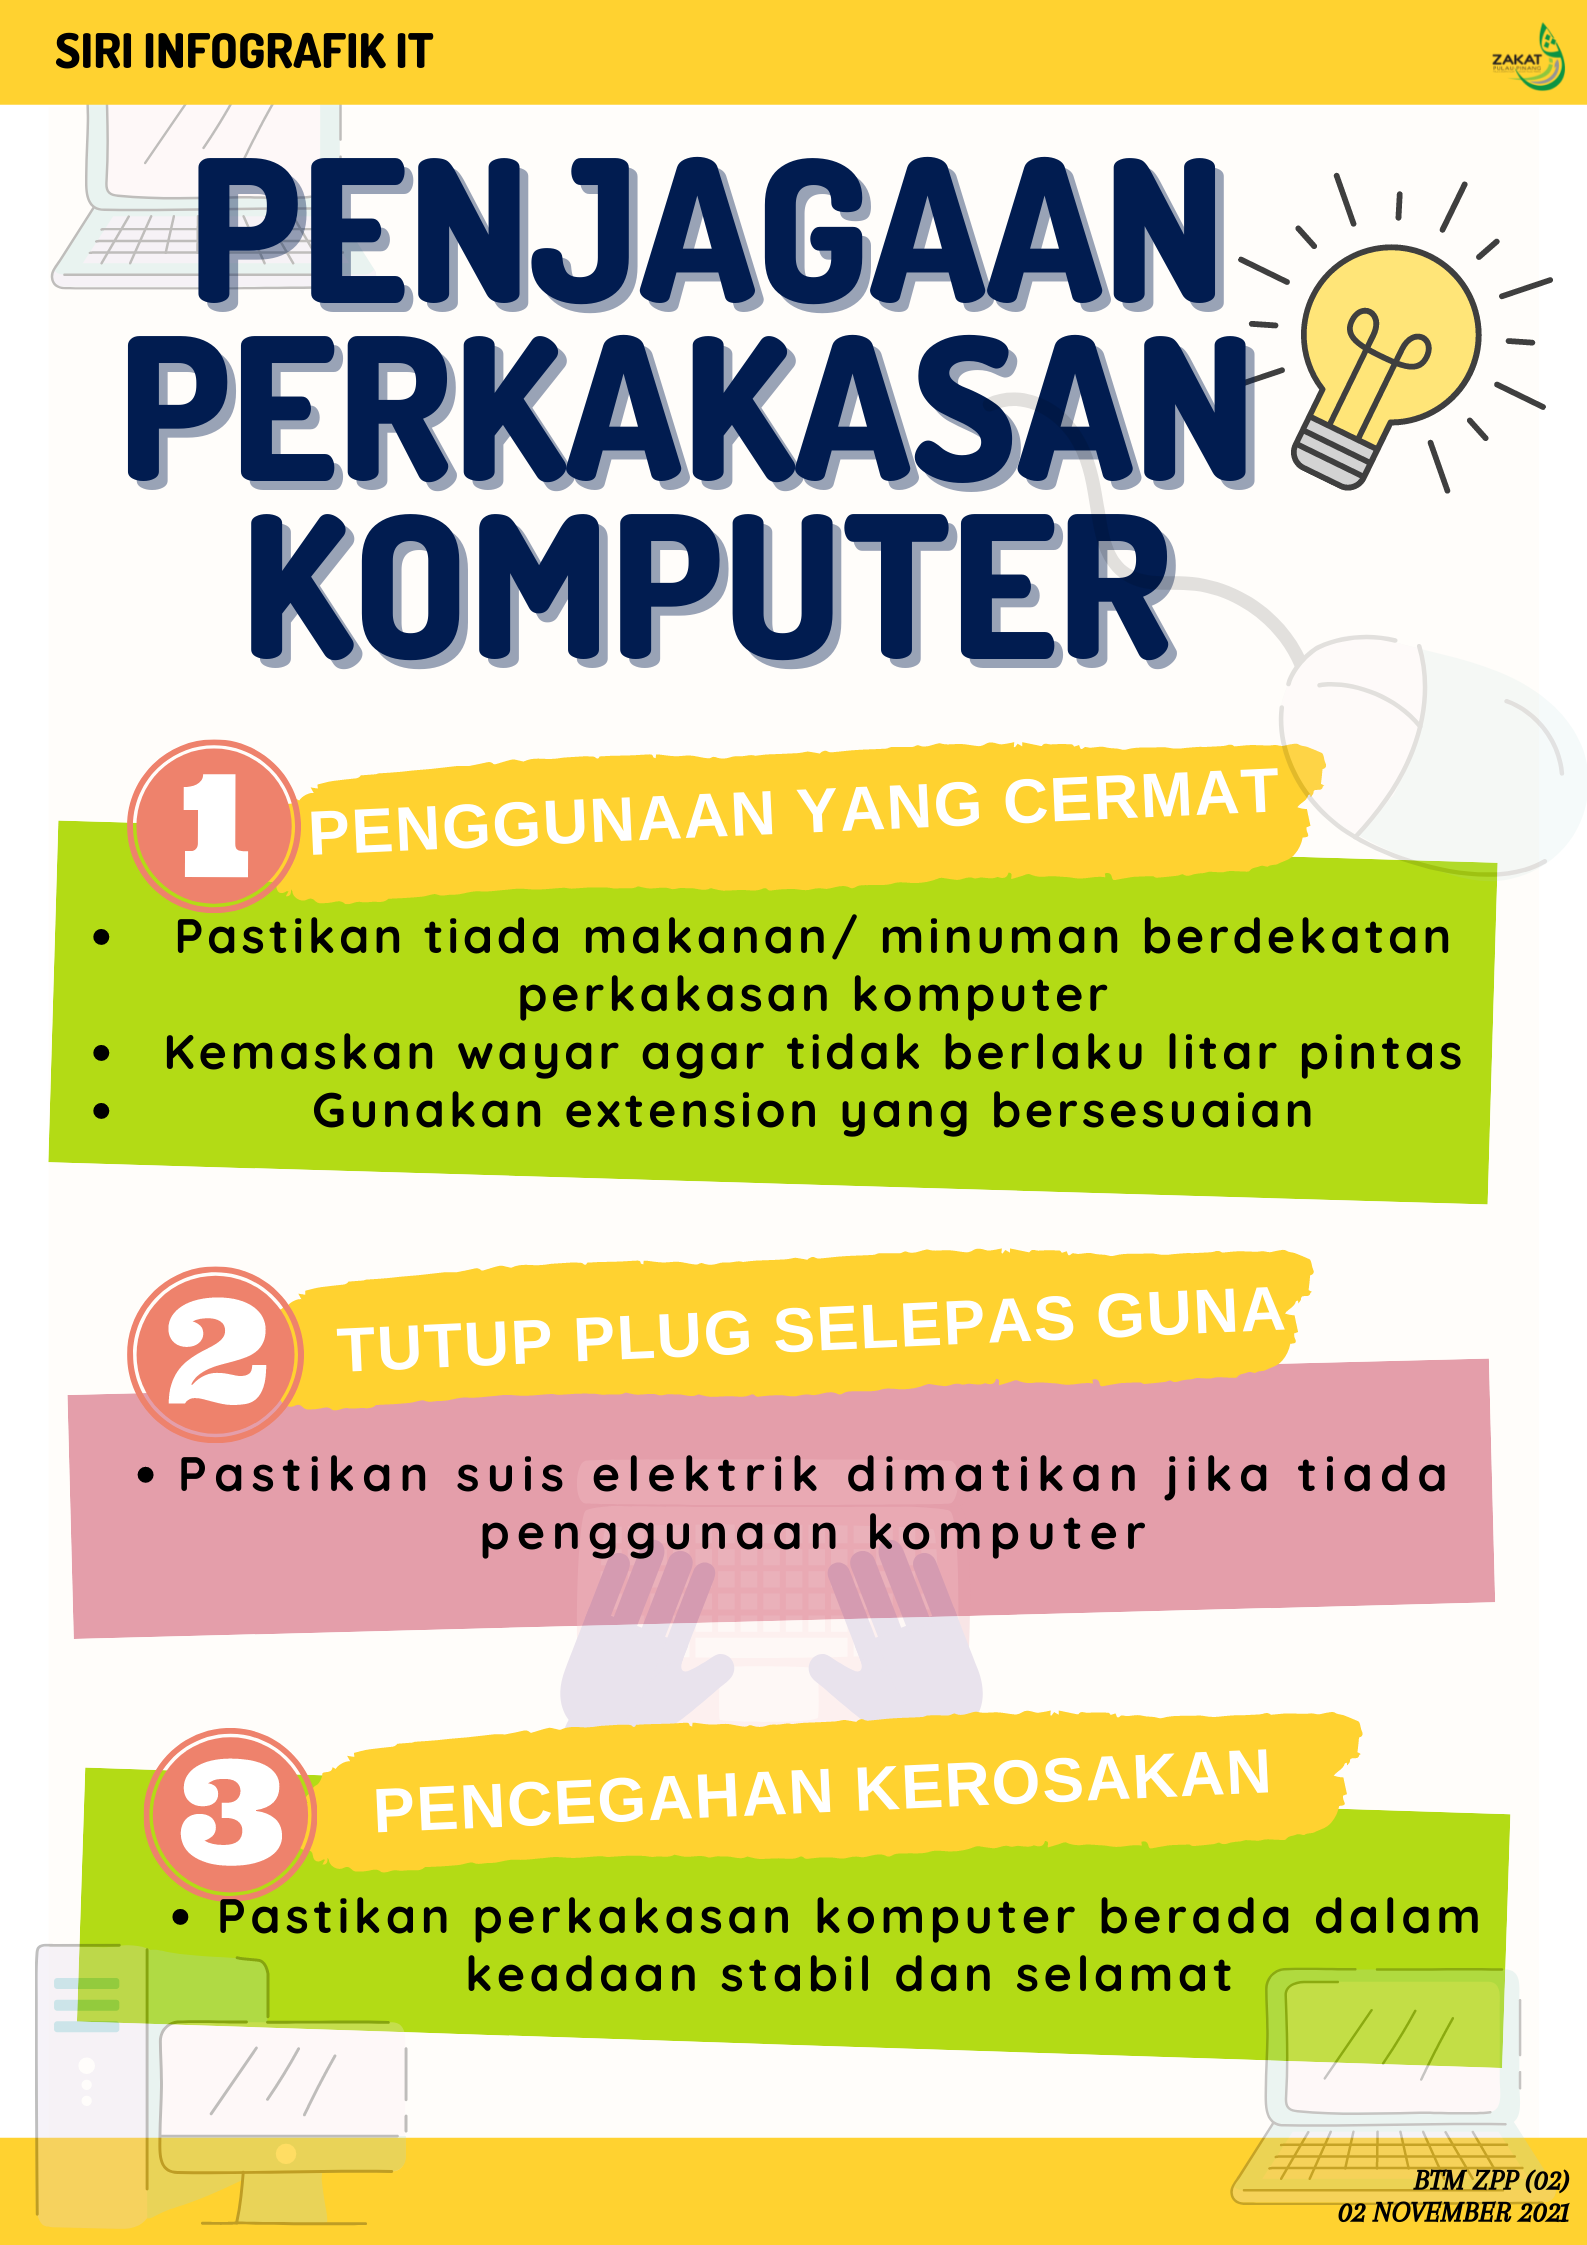 SIRI INFOGRAFIK IT
ZAKAT
PULAU PINANG
PENJAGAAN
PERKAKASAN
KOMPUTER
1
PENGGUNAAN YANG CERMAT
• Pastikan tiada makanan/ minuman berdekatan
perkakasan komputer
• Kemaskan wayar agar tidak berlaku litar pintas
• Gunakan extension yang bersesuaian
2
TUTUP PLUG SELEPAS GUNA
• Pastikan suis elektrik dimatikan jika tiada
penggunaan komputer
3
PENCEGAHAN KEROSAKAN
• Pastikan perkakasan komputer berada dalam
keadaan stabil dan selamat
BTM ZPP (02)
02 NOVEMBER 2021